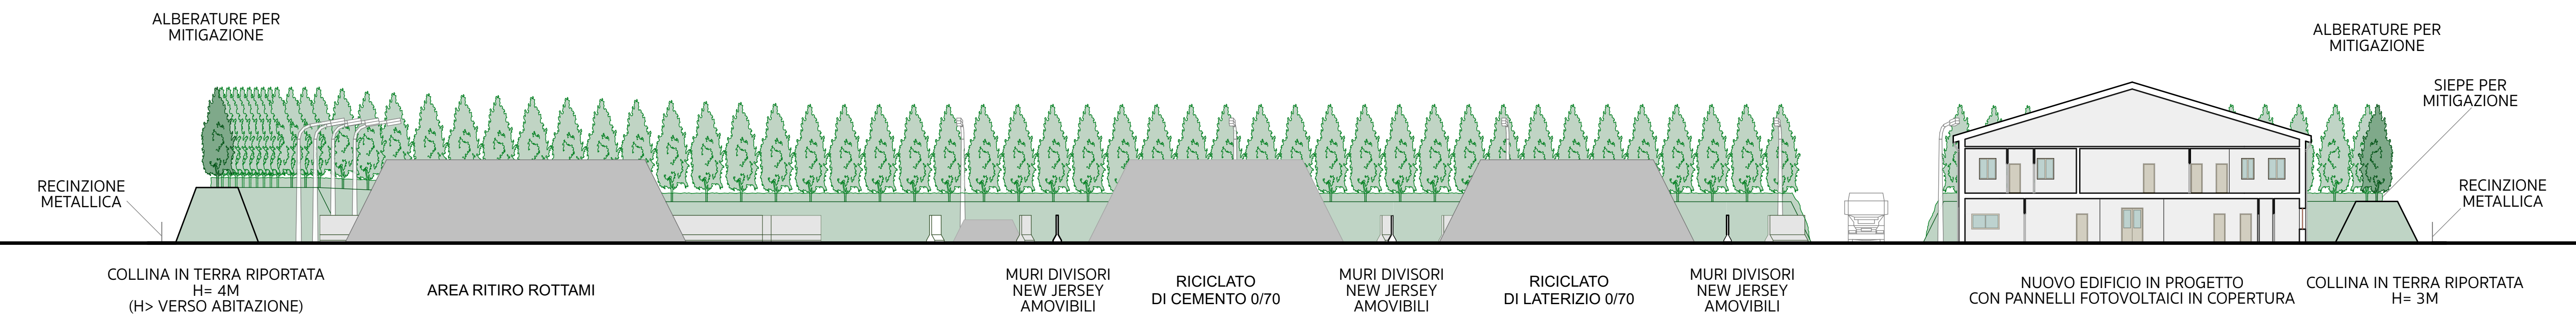 ALBERATURE PER
MITIGAZIONE
ALBERATURE PER
MITIGAZIONE
SIEPE PER
MITIGAZIONE
RECINZIONE
METALLICA
RECINZIONE
METALLICA
COLLINA IN TERRA RIPORTATA
H= 4M
(H> VERSO ABITAZIONE)
AREA RITIRO ROTTAMI
MURI DIVISORI
NEW JERSEY
AMOVIBILI
RICICLATO
DI CEMENTO 0/70
MURI DIVISORI
NEW JERSEY
AMOVIBILI
RICICLATO
DI LATERIZIO 0/70
MURI DIVISORI
NEW JERSEY
AMOVIBILI
NUOVO EDIFICIO IN PROGETTO
CON PANNELLI FOTOVOLTAICI IN COPERTURA
COLLINA IN TERRA RIPORTATA
H= 3M